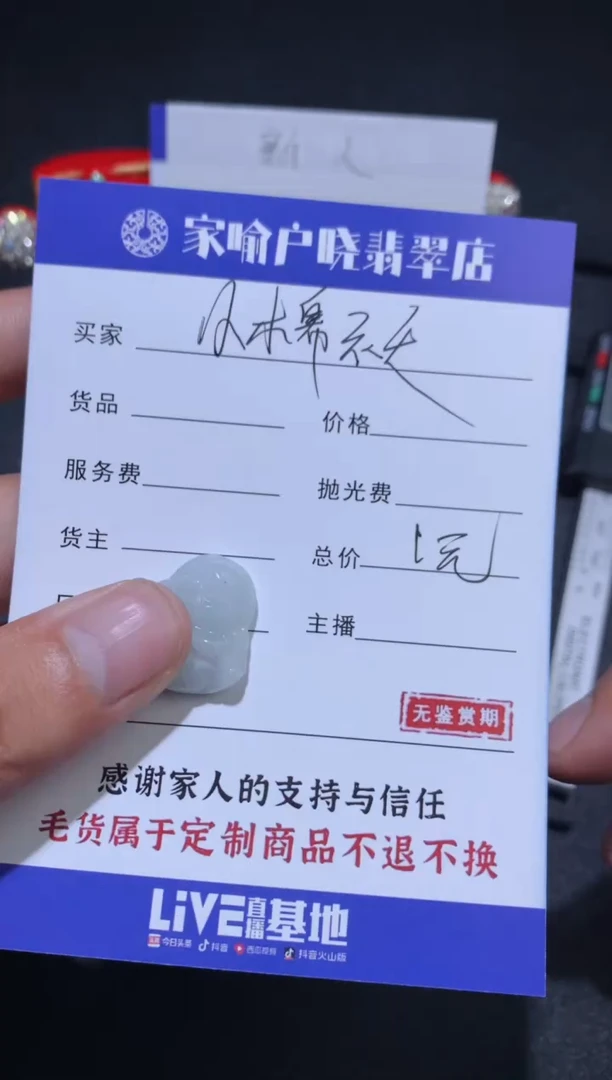 家喻户晓翡翠店
买家
货品 价格
服务费 抛光费
货主 总价 1元
主播
无鉴赏期
感谢家人的支持与信任
毛货属于定制商品不退不换
LiVE直播基地
今日头条 抖音 西瓜视频 抖音火山版